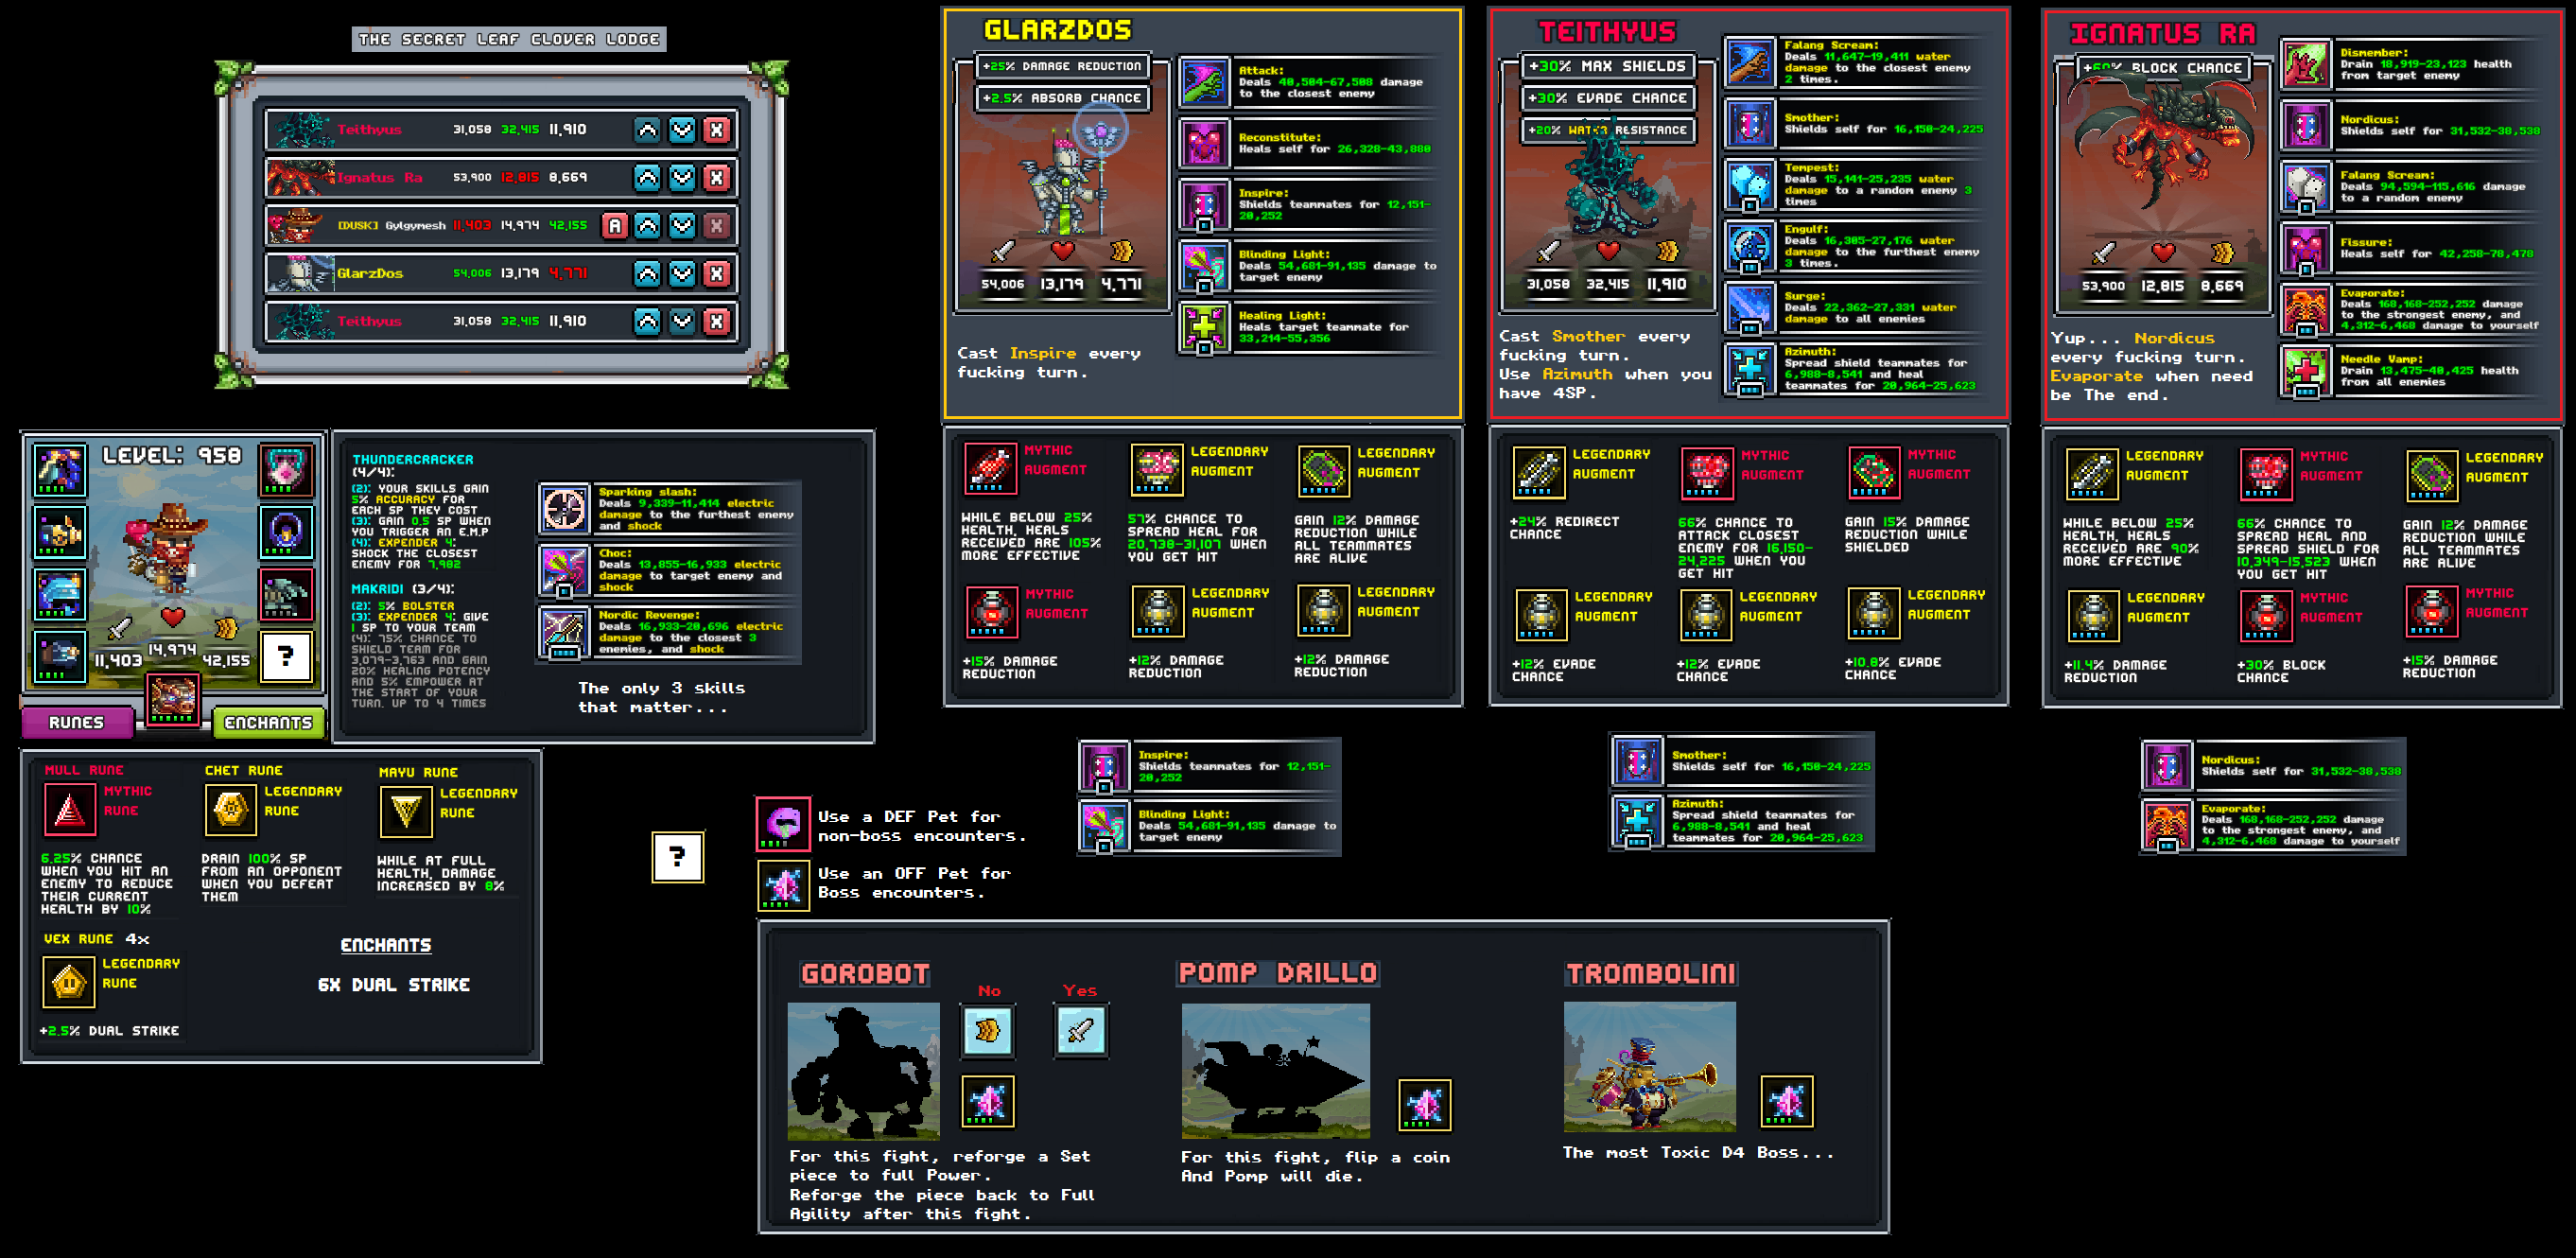 THE SECRET LEAF CLOVER LODGE
Teithyus 31,058 32,415 11,910
Ignatus Ra 53,900 12,815 8,669
[DUSK] Gylgymesh 11,403 14,974 42,155 A X
GlarzDos 54,006 13,179 4,771 X
Teithyus 31,058 32,415 11,910 X
GLARZDOS
+25% DAMAGE REDUCTION
+2.5% ABSORB CHANCE
54,006 13,179 4,771
Attack:
Deals 40,504-67,508 damage
to the closest enemy
Reconstitute:
Heals self for 26,328-43,880
Inspire:
Shields teammates for 12,151-
20,252
Blinding Light:
Deals 54,681-91,135 damage to
target enemy
Healing Light:
Heals target teammate for
33,214-55,356
Cast Inspire every
fucking turn.
TEITHYUS
+30% MAX SHIELDS
+30% EVADE CHANCE
+20% WATER RESISTANCE
31,058 32,415 11,910
Falang Scream:
Deals 11,647-19,411 water
damage to the closest enemy
2 times.
Smother:
Shields self for 16,150-24,225
Tempest:
Deals 15,141-25,235 water
damage to a random enemy 3
times
Engulf:
Deals 16,305-27,176 water
damage to the furthest enemy
3 times.
Surge:
Deals 22,362-27,331 water
damage to all enemies
Azimuth:
Spread shield teammates for
6,988-8,541 and heal
teammates for 20,964-25,623
Cast Smother every
fucking turn.
Use Azimuth when you
have 4SP.
IGNATUS RA
+60% BLOCK CHANCE
53,900 12,815 8,669
Dismember:
Drain 18,919-23,123 health
from target enemy
Nordicus:
Shields self for 31,532-38,538
Falang Scream:
Deals 94,594-115,616 damage
to a random enemy
Fissure:
Heals self for 42,258-78,478
Evaporate:
Deals 168,168-252,252 damage
to the strongest enemy, and
4,312-6,468 damage to yourself
Needle Vamp:
Drain 13,475-40,425 health
from all enemies
Yup... Nordicus
every fucking turn.
Evaporate when need
be The end.
LEVEL: 958
11,403 14,974 42,155
?
RUNES
ENCHANTS
THUNDERCRACKER
(4/4):
(2): YOUR SKILLS GAIN
5% ACCURACY FOR
EACH SP THEY COST
(3): GAIN 0.5 SP WHEN
YOU TRIGGER AN E.H.P
(4): EXPENDER 4:
SHOCK THE CLOSEST
ENEMY FOR 7,982
MAKRIDI (3/4):
(2): 5% BOLSTER
(3): EXPENDER 4: GIVE
1 SP TO YOUR TEAM
(4): 75% CHANCE TO
SHIELD TEAM FOR
3,079-3,763 AND GAIN
20% HEALING POTENCY
AND 5% EMPOWER AT
THE START OF YOUR
TURN. UP TO 4 TIMES
Sparking slash:
Deals 9,339-11,414 electric
damage to the furthest enemy
and shock
Choc:
Deals 13,855-16,933 electric
damage to target enemy and
shock
Nordic Revenge:
Deals 16,933-20,696 electric
damage to the closest 3
enemies, and shock
The only 3 skills
that matter...
MYTHIC
AUGMENT
WHILE BELOW 25%
HEALTH, HEALS
RECEIVED ARE 105%
MORE EFFECTIVE
LEGENDARY
AUGMENT
57% CHANCE TO
SPREAD HEAL FOR
20,738-31,107 WHEN
YOU GET HIT
LEGENDARY
AUGMENT
GAIN 12% DAMAGE
REDUCTION WHILE
ALL TEAMMATES
ARE ALIVE
MYTHIC
AUGMENT
+15% DAMAGE
REDUCTION
LEGENDARY
AUGMENT
+12% DAMAGE
REDUCTION
LEGENDARY
AUGMENT
+12% DAMAGE
REDUCTION
LEGENDARY
AUGMENT
+24% REDIRECT
CHANCE
MYTHIC
AUGMENT
66% CHANCE TO
ATTACK CLOSEST
ENEMY FOR 16,150-
24,225 WHEN YOU
GET HIT
MYTHIC
AUGMENT
GAIN 15% DAMAGE
REDUCTION WHILE
SHIELDED
LEGENDARY
AUGMENT
+12% EVADE
CHANCE
LEGENDARY
AUGMENT
+12% EVADE
CHANCE
LEGENDARY
AUGMENT
+10.8% EVADE
CHANCE
LEGENDARY
AUGMENT
WHILE BELOW 25%
HEALTH, HEALS
RECEIVED ARE 90%
MORE EFFECTIVE
MYTHIC
AUGMENT
66% CHANCE TO
SPREAD HEAL AND
SPREAD SHIELD FOR
10,349-15,523 WHEN
YOU GET HIT
LEGENDARY
AUGMENT
GAIN 12% DAMAGE
REDUCTION WHILE
ALL TEAMMATES
ARE ALIVE
LEGENDARY
AUGMENT
+11.4% DAMAGE
REDUCTION
MYTHIC
AUGMENT
+30% BLOCK
CHANCE
MYTHIC
AUGMENT
+15% DAMAGE
REDUCTION
MULL RUNE
MYTHIC
RUNE
6.25% CHANCE
WHEN YOU HIT AN
ENEMY TO REDUCE
THEIR CURRENT
HEALTH BY 10%
CHET RUNE
LEGENDARY
RUNE
DRAIN 100% SP
FROM AN OPPONENT
WHEN YOU DEFEAT
THEM
MAYU RUNE
LEGENDARY
RUNE
WHILE AT FULL
HEALTH, DAMAGE
INCREASED BY 8%
VEX RUNE 4x
LEGENDARY
RUNE
+2.5% DUAL STRIKE
ENCHANTS
6X DUAL STRIKE
?
Use a DEF Pet for
non-boss encounters.
Use an OFF Pet for
Boss encounters.
Inspire:
Shields teammates for 12,151-
20,252
Blinding Light:
Deals 54,681-91,135 damage to
target enemy
Smother:
Shields self for 16,150-24,225
Azimuth:
Spread shield teammates for
6,988-8,541 and heal
teammates for 20,964-25,623
Nordicus:
Shields self for 31,532-38,538
Evaporate:
Deals 168,168-252,252 damage
to the strongest enemy, and
4,312-6,468 damage to yourself
GOROBOT
No
Yes
For this fight, reforge a Set
piece to full Power.
Reforge the piece back to Full
Agility after this fight.
POMP DRILLO
For this fight, flip a coin
And Pomp will die.
TROMBOLINI
The most Toxic D4 Boss...